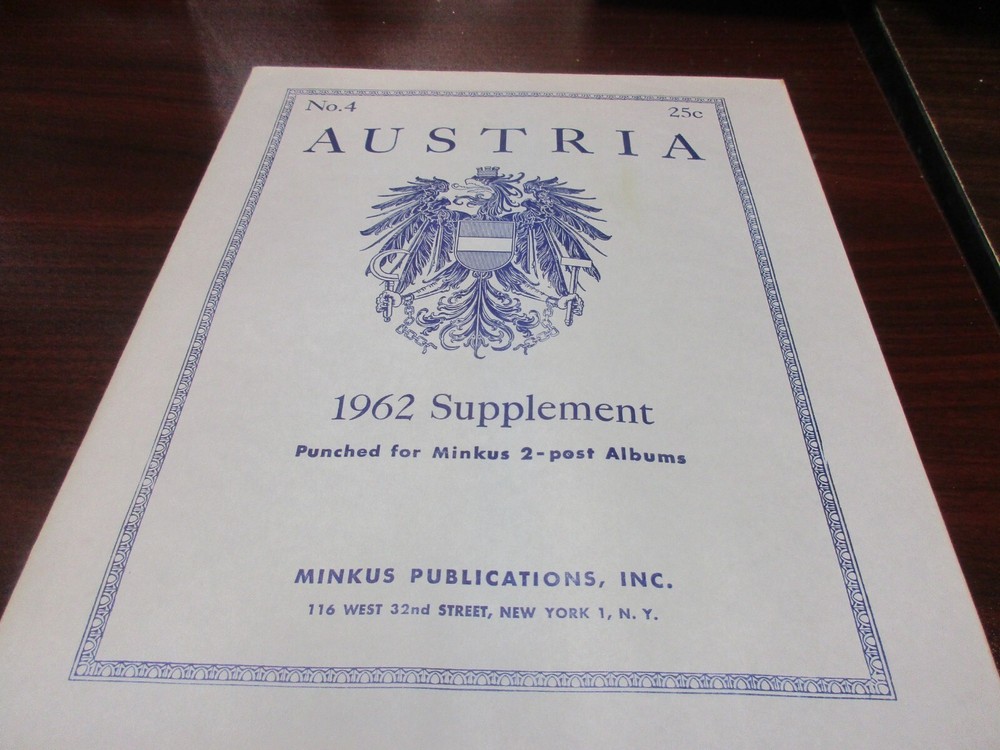 No.4
25c
AUSTRIA
1962 Supplement
Punched for Minkus 2-post Albums
MINKUS PUBLICATIONS, INC.
116 WEST 32nd STREET, NEW YORK 1, N. Y.